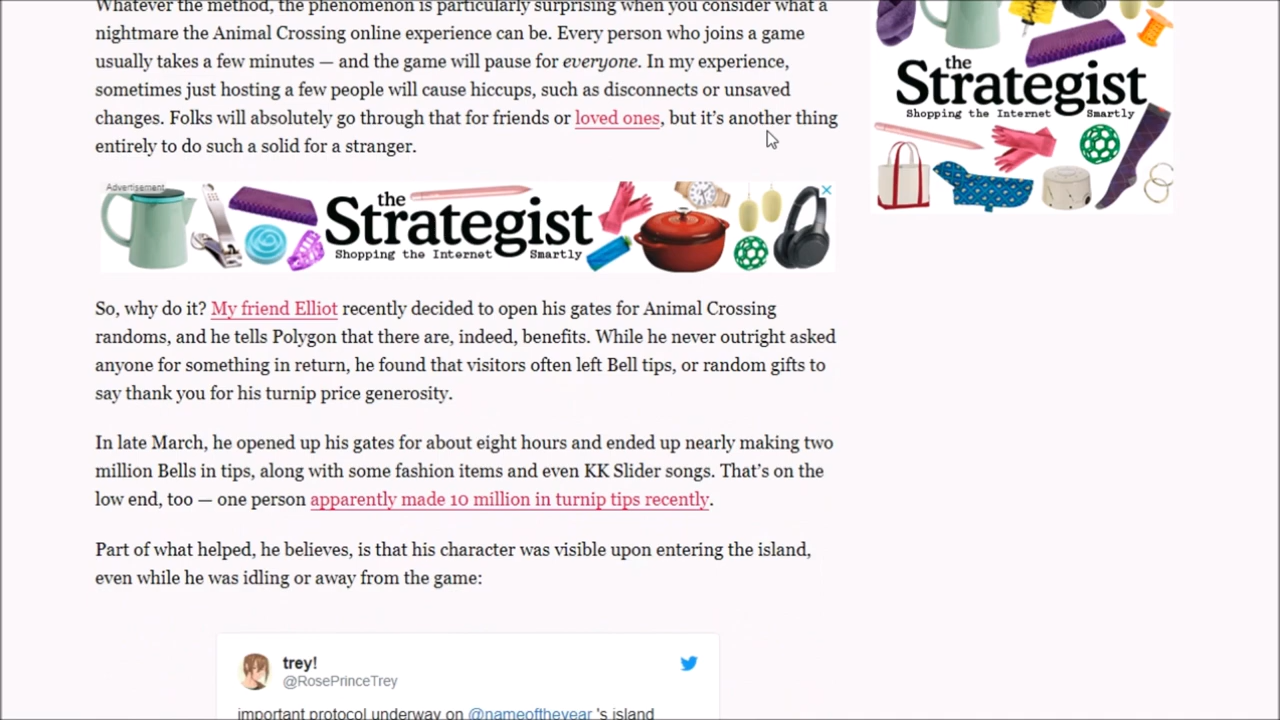 Whatever the method, the phenomenon is particularly surprising when you consider what a
nightmare the Animal Crossing online experience can be. Every person who joins a game
usually takes a few minutes — and the game will pause for everyone. In my experience,
sometimes just hosting a few people will cause hiccups, such as disconnects or unsaved
changes. Folks will absolutely go through that for friends or loved ones, but it's another thing
entirely to do such a solid for a stranger.
the
Strategist
Shopping the Internet Smartly
Advertisement
the
Strategist
Shopping the Internet Smartly
So, why do it? My friend Elliot recently decided to open his gates for Animal Crossing
randoms, and he tells Polygon that there are, indeed, benefits. While he never outright asked
anyone for something in return, he found that visitors often left Bell tips, or random gifts to
say thank you for his turnip price generosity.
In late March, he opened up his gates for about eight hours and ended up nearly making two
million Bells in tips, along with some fashion items and even KK Slider songs. That's on the
low end, too — one person apparently made 10 million in turnip tips recently.
Part of what helped, he believes, is that his character was visible upon entering the island,
even while he was idling or away from the game:
trey!
@RosePrinceTrey
important protocol underway on @nameoftheyear 's island